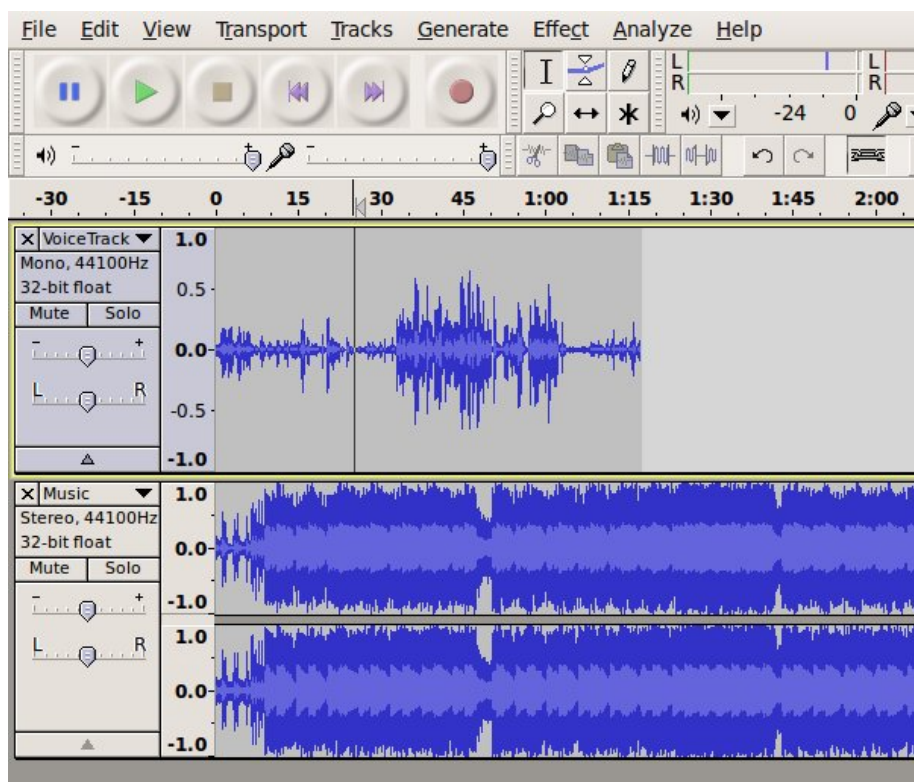 File Edit View Transport Tracks Generate Effect Analyze Help
L
R
L
R
-24 0
-30 -15 0 15 30 45 1:00 1:15 1:30 1:45 2:00
VoiceTrack
Mono, 44100Hz
32-bit float
Mute Solo
- +
L R
1.0
0.5
0.0
-0.5
-1.0
Music
Stereo, 44100Hz
32-bit float
Mute Solo
- +
L R
1.0
0.0
-1.0
1.0
0.0
-1.0